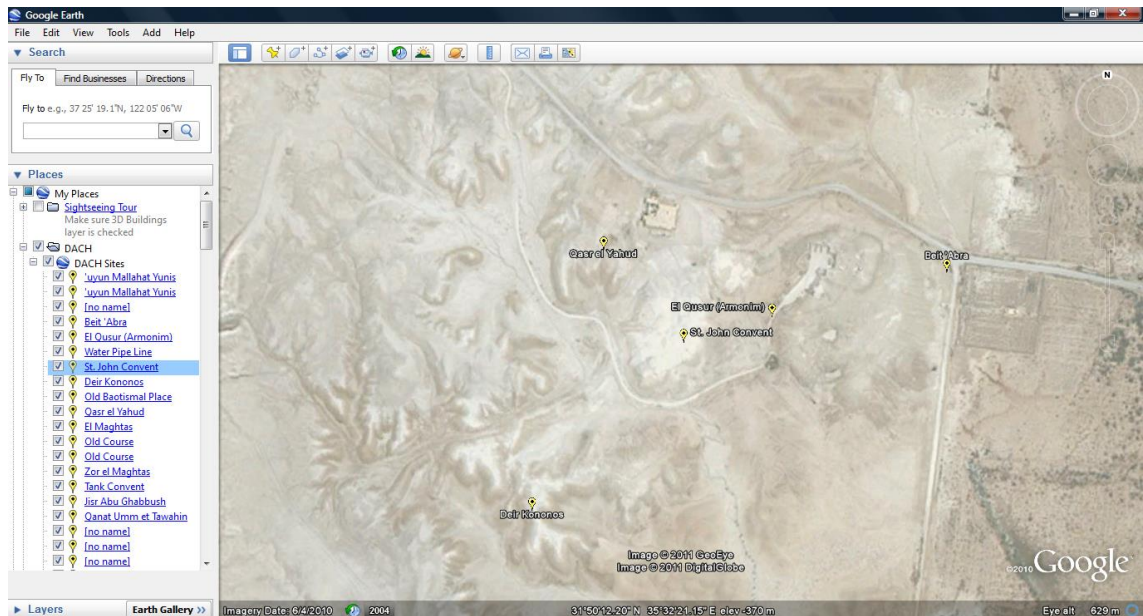 Google Earth
File Edit View Tools Add Help
Search
Fly To Find Businesses Directions
Fly to e.g., 37 25' 19.1"N, 122 05' 06"W
Places
My Places
Sightseeing Tour
Make sure 3D Buildings
layer is checked
DACH
DACH Sites
'uyun Mallahat Yunis
'uyun Mallahat Yunis
[no name]
Beit 'Abra
El Qusur (Armonim)
Water Pipe Line
St. John Convent
Deir Kononos
Old Baotismal Place
Qasr el Yahud
El Maghtas
Old Course
Old Course
Zor el Maghtas
Tank Convent
Jisr Abu Ghabbush
Qanat Umm et Tawahin
[no name]
[no name]
[no name]
Layers
Earth Gallery >>
N
Qasr el Yahud
Beit 'Abra
El Qusur (Armonim)
St. John Convent
Deir Kononos
Image © 2011 GeoEye
Image © 2011 DigitalGlobe
©2010 Google
Imagery Date: 6/4/2010 2004 31°50'12.20" N 35°32'21.15" E elev -370 m Eye alt 629 m